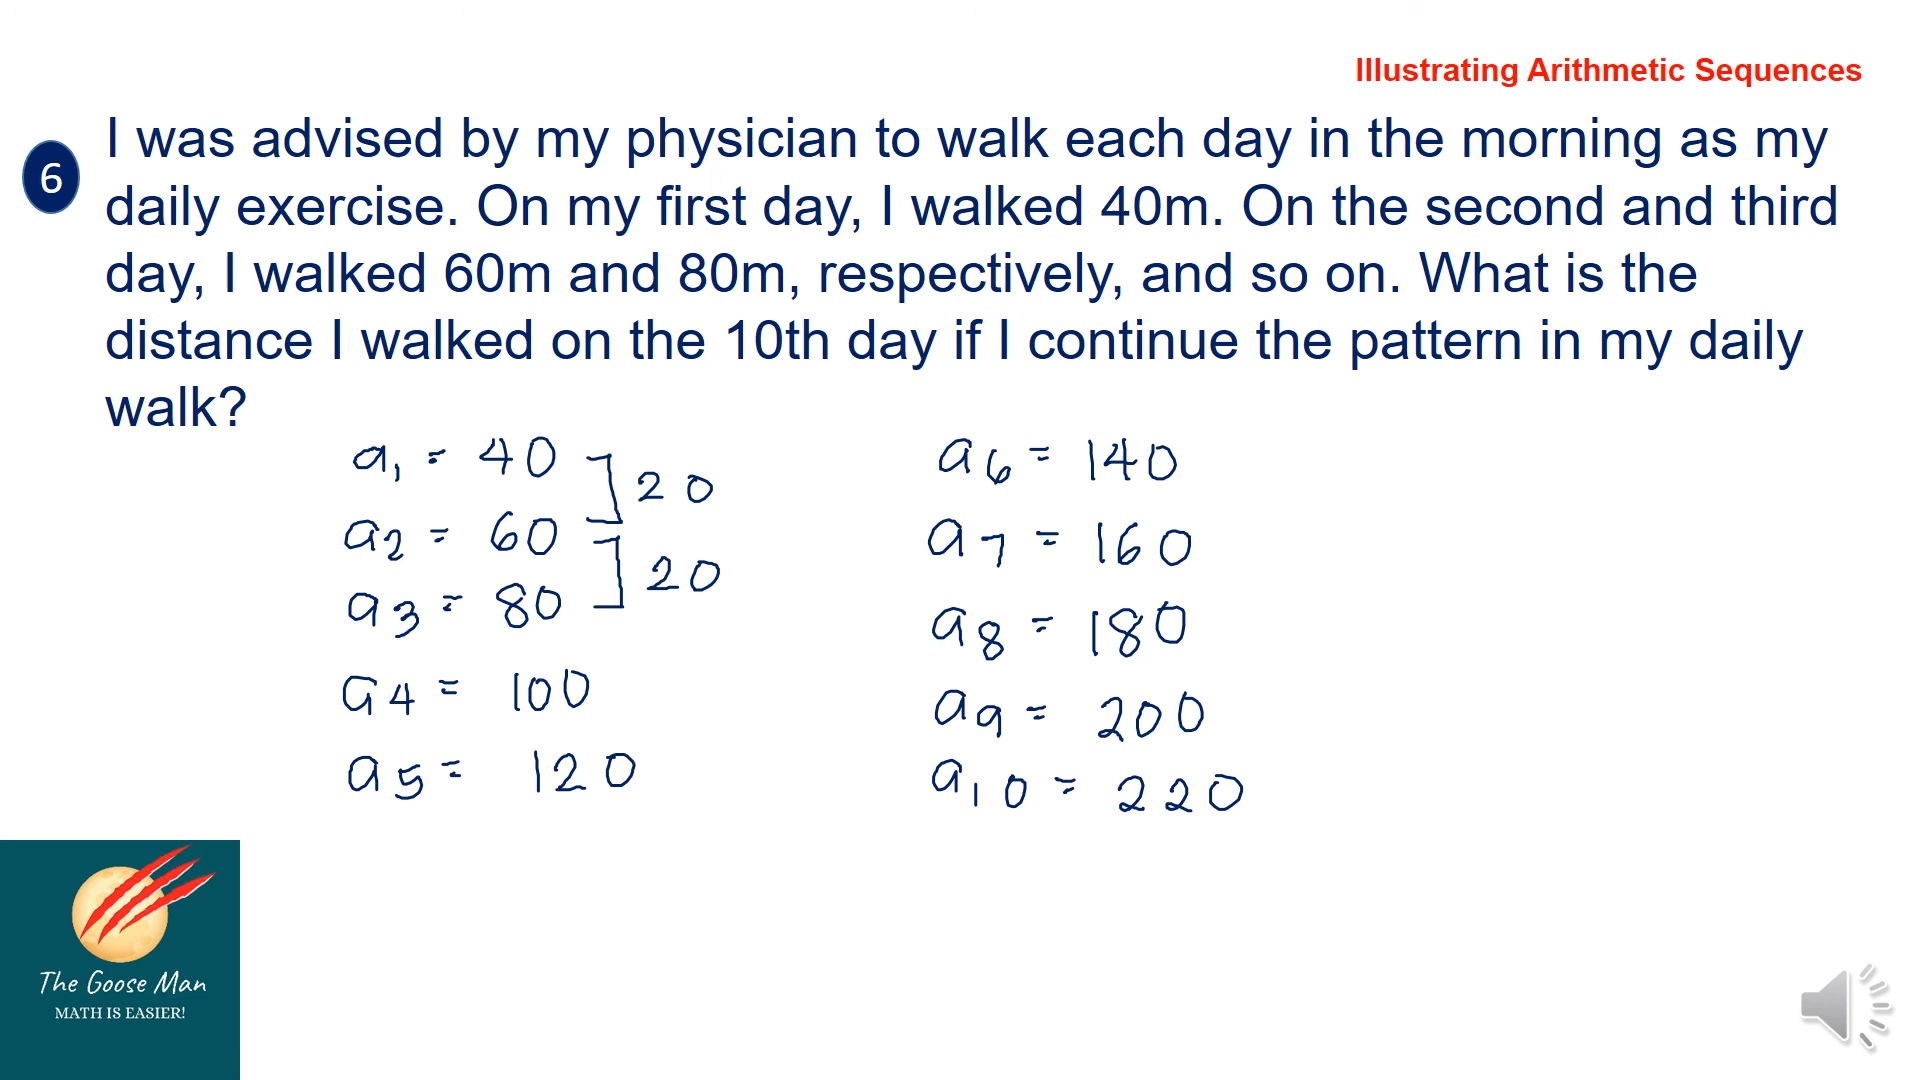 Illustrating Arithmetic Sequences
6
I was advised by my physician to walk each day in the morning as my
daily exercise. On my first day, I walked 40m. On the second and third
day, I walked 60m and 80m, respectively, and so on. What is the
distance I walked on the 10th day if I continue the pattern in my daily
walk?
a1 = 40
20
a2 = 60
20
a3 = 80
a4 = 100
a5 = 120
a6 = 140
a7 = 160
a8 = 180
a9 = 200
a10 = 220
The Goose Man
MATH IS EASIER!